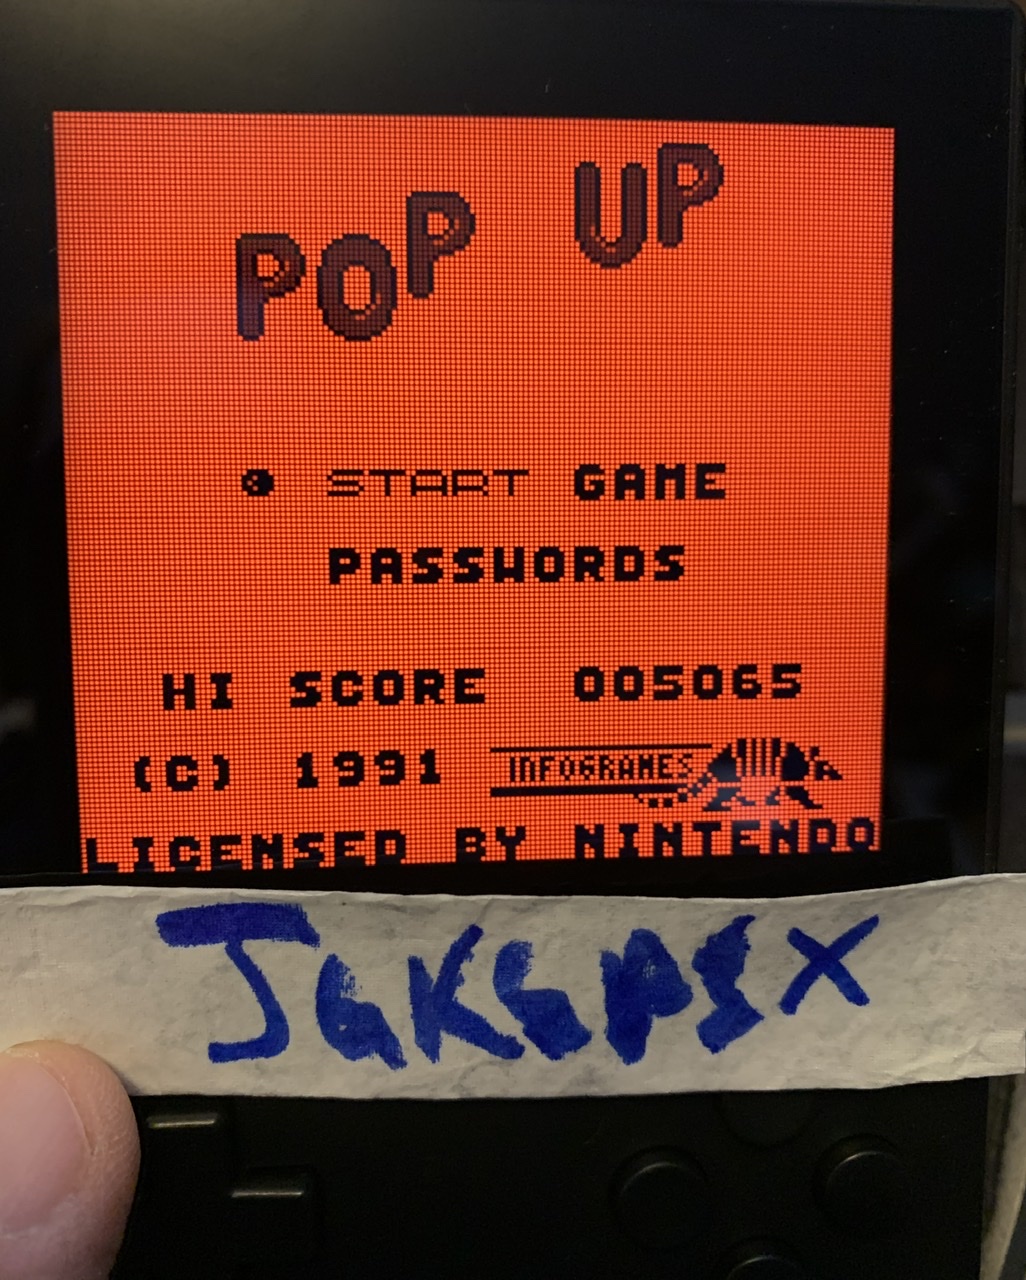 POP UP
START GAME
PASSWORDS
HI SCORE 005065
(C) 1991 INFOGRAMES
LICENSED BY NINTENDO
JAKEPSX